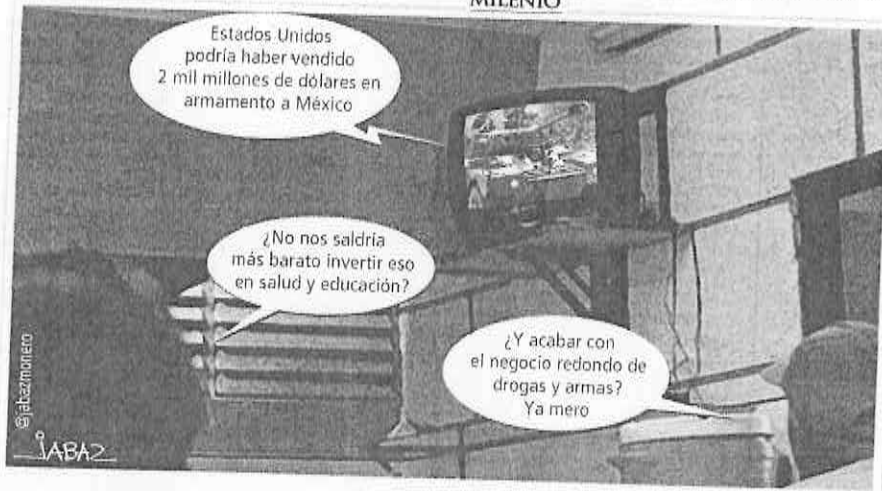 MILENIO
Estados Unidos
podría haber vendido
2 mil millones de dólares en
armamento a México
¿No nos saldría
más barato invertir eso
en salud y educación?
¿Y acabar con
el negocio redondo de
drogas y armas?
Ya mero
@jabazmonero
JABAZ